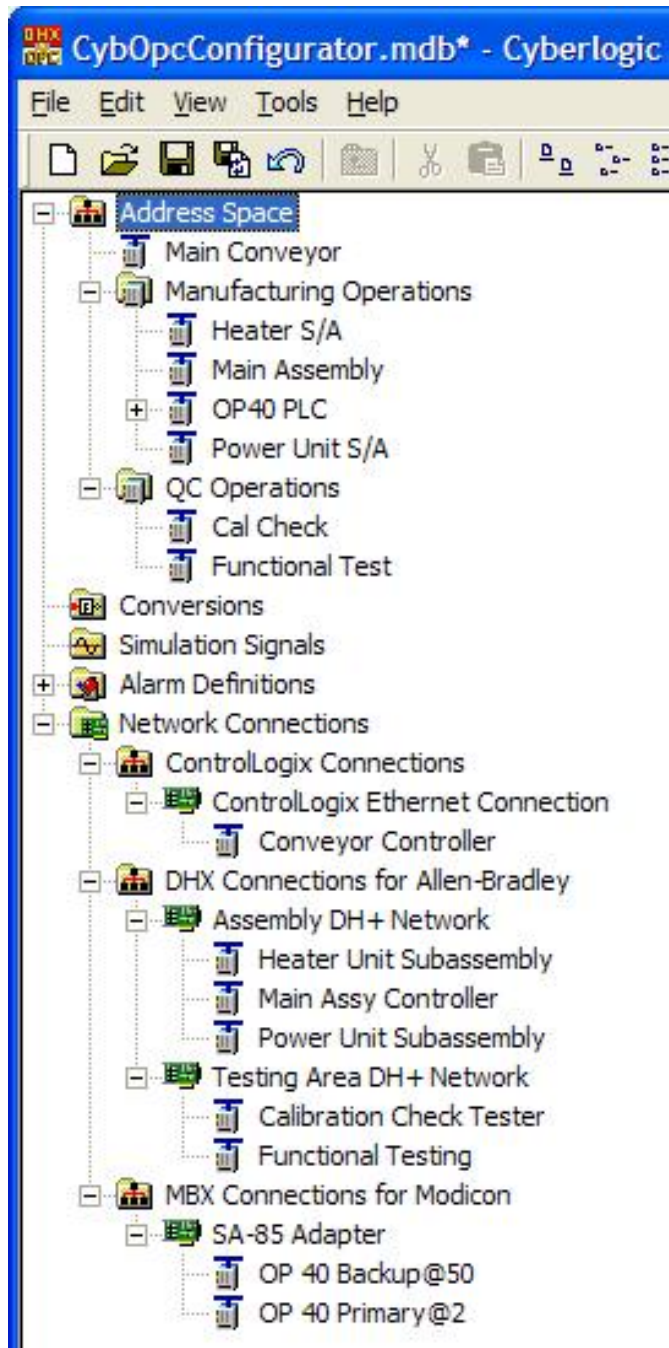 DHX
OPC CybOpcConfigurator.mdb* - Cyberlogic
File Edit View Tools Help
Address Space
Main Conveyor
Manufacturing Operations
Heater S/A
Main Assembly
OP40 PLC
Power Unit S/A
QC Operations
Cal Check
Functional Test
Conversions
Simulation Signals
Alarm Definitions
Network Connections
ControlLogix Connections
ControlLogix Ethernet Connection
Conveyor Controller
DHX Connections for Allen-Bradley
Assembly DH+ Network
Heater Unit Subassembly
Main Assy Controller
Power Unit Subassembly
Testing Area DH+ Network
Calibration Check Tester
Functional Testing
MBX Connections for Modicon
SA-85 Adapter
OP 40 Backup@50
OP 40 Primary@2